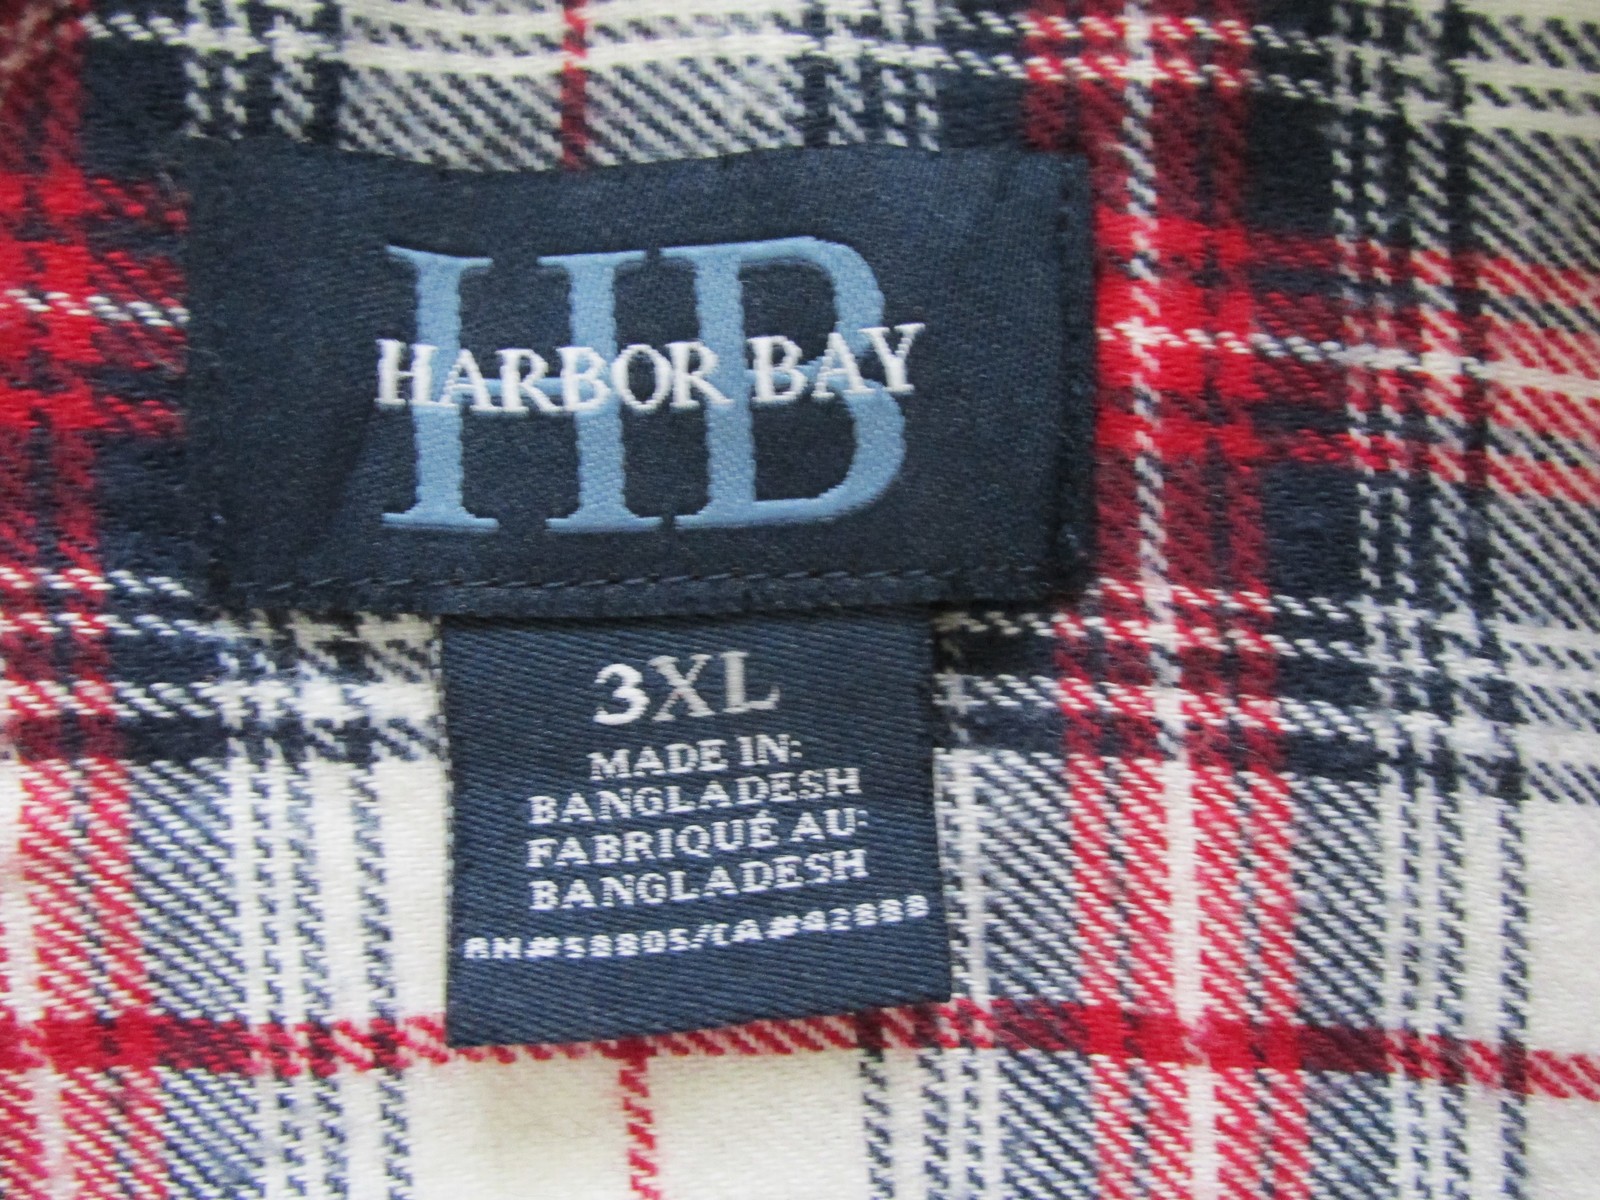 HB
HARBOR BAY
3XL
MADE IN:
BANGLADESH
FABRIQUÉ AU:
BANGLADESH
RN#58805/CA#42888